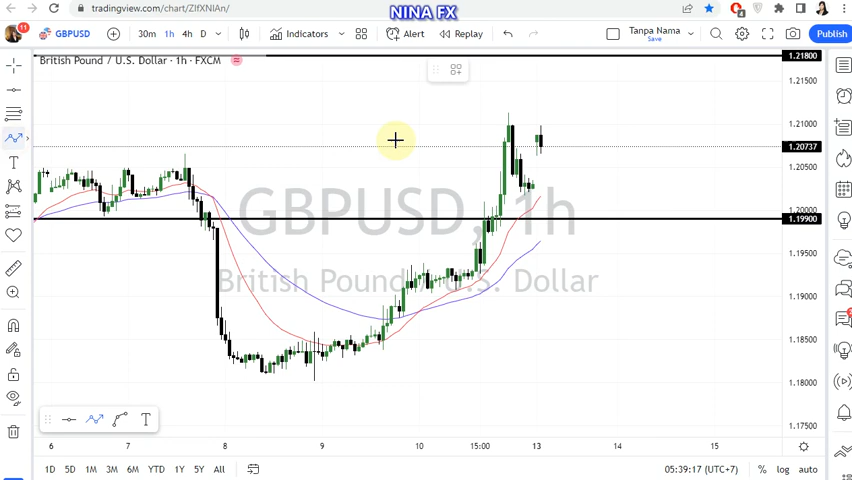 NINA FX
tradingview.com/chart/ZIfXNIAn/
11
4
GBPUSD
30m 1h 4h D
Indicators
Alert
Replay
Tanpa Nama
Save
Publish
British Pound / U.S. Dollar · 1h · FXCM
GBPUSD, 1h
British Pound / U.S. Dollar
1.21800
1.21500
1.21000
1.20737
1.20500
1.20000
1.19900
1.19500
1.19000
1.18500
1.18000
1.17500
T
T
6 7 8 9 10 15:00 13 14 15
1D 5D 1M 3M 6M YTD 1Y 5Y All
05:39:17 (UTC+7) % log auto